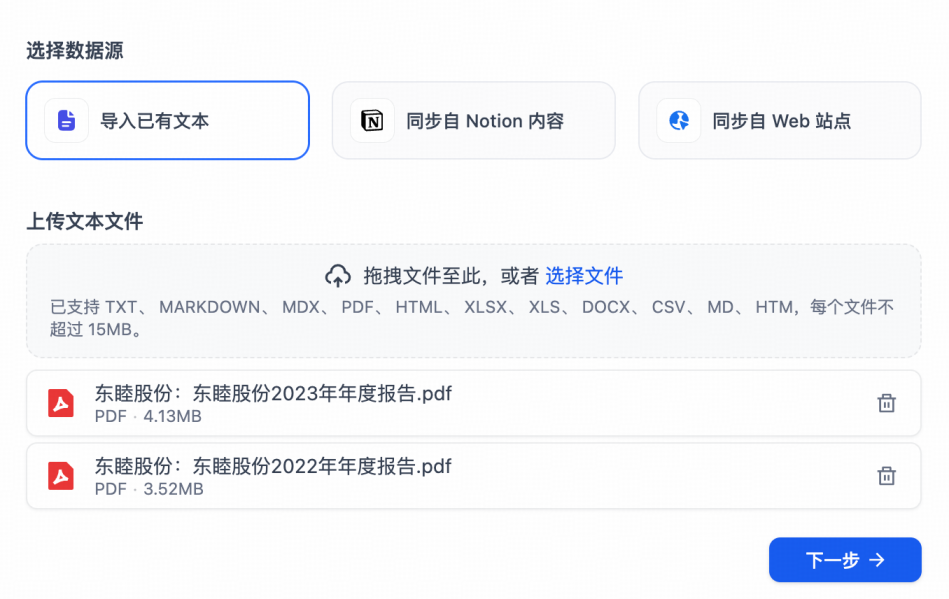 选择数据源
导入已有文本
同步自 Notion 内容
同步自 Web 站点
上传文本文件
拖拽文件至此，或者 选择文件
已支持 TXT、 MARKDOWN、 MDX、 PDF、 HTML、 XLSX、 XLS、 DOCX、 CSV、 MD、 HTM，每个文件不
超过 15MB。
东睦股份：东睦股份2023年年度报告.pdf
PDF · 4.13MB
东睦股份：东睦股份2022年年度报告.pdf
PDF · 3.52MB
下一步 →